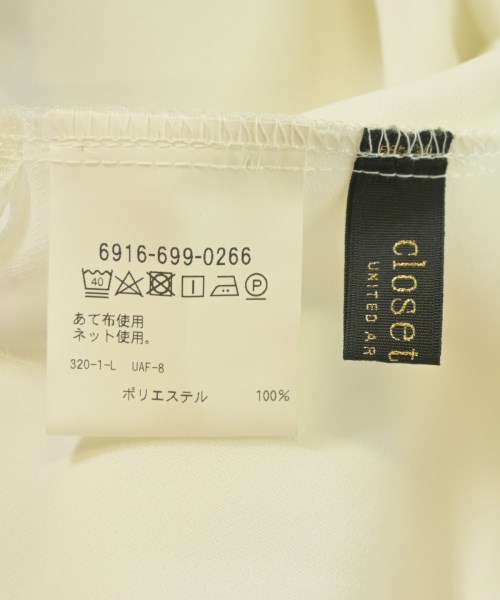 6916-699-0266
40
P
あて布使用
ネット使用。
320-1-L UAF-8
ポリエステル 100%
closet
UNITED AR